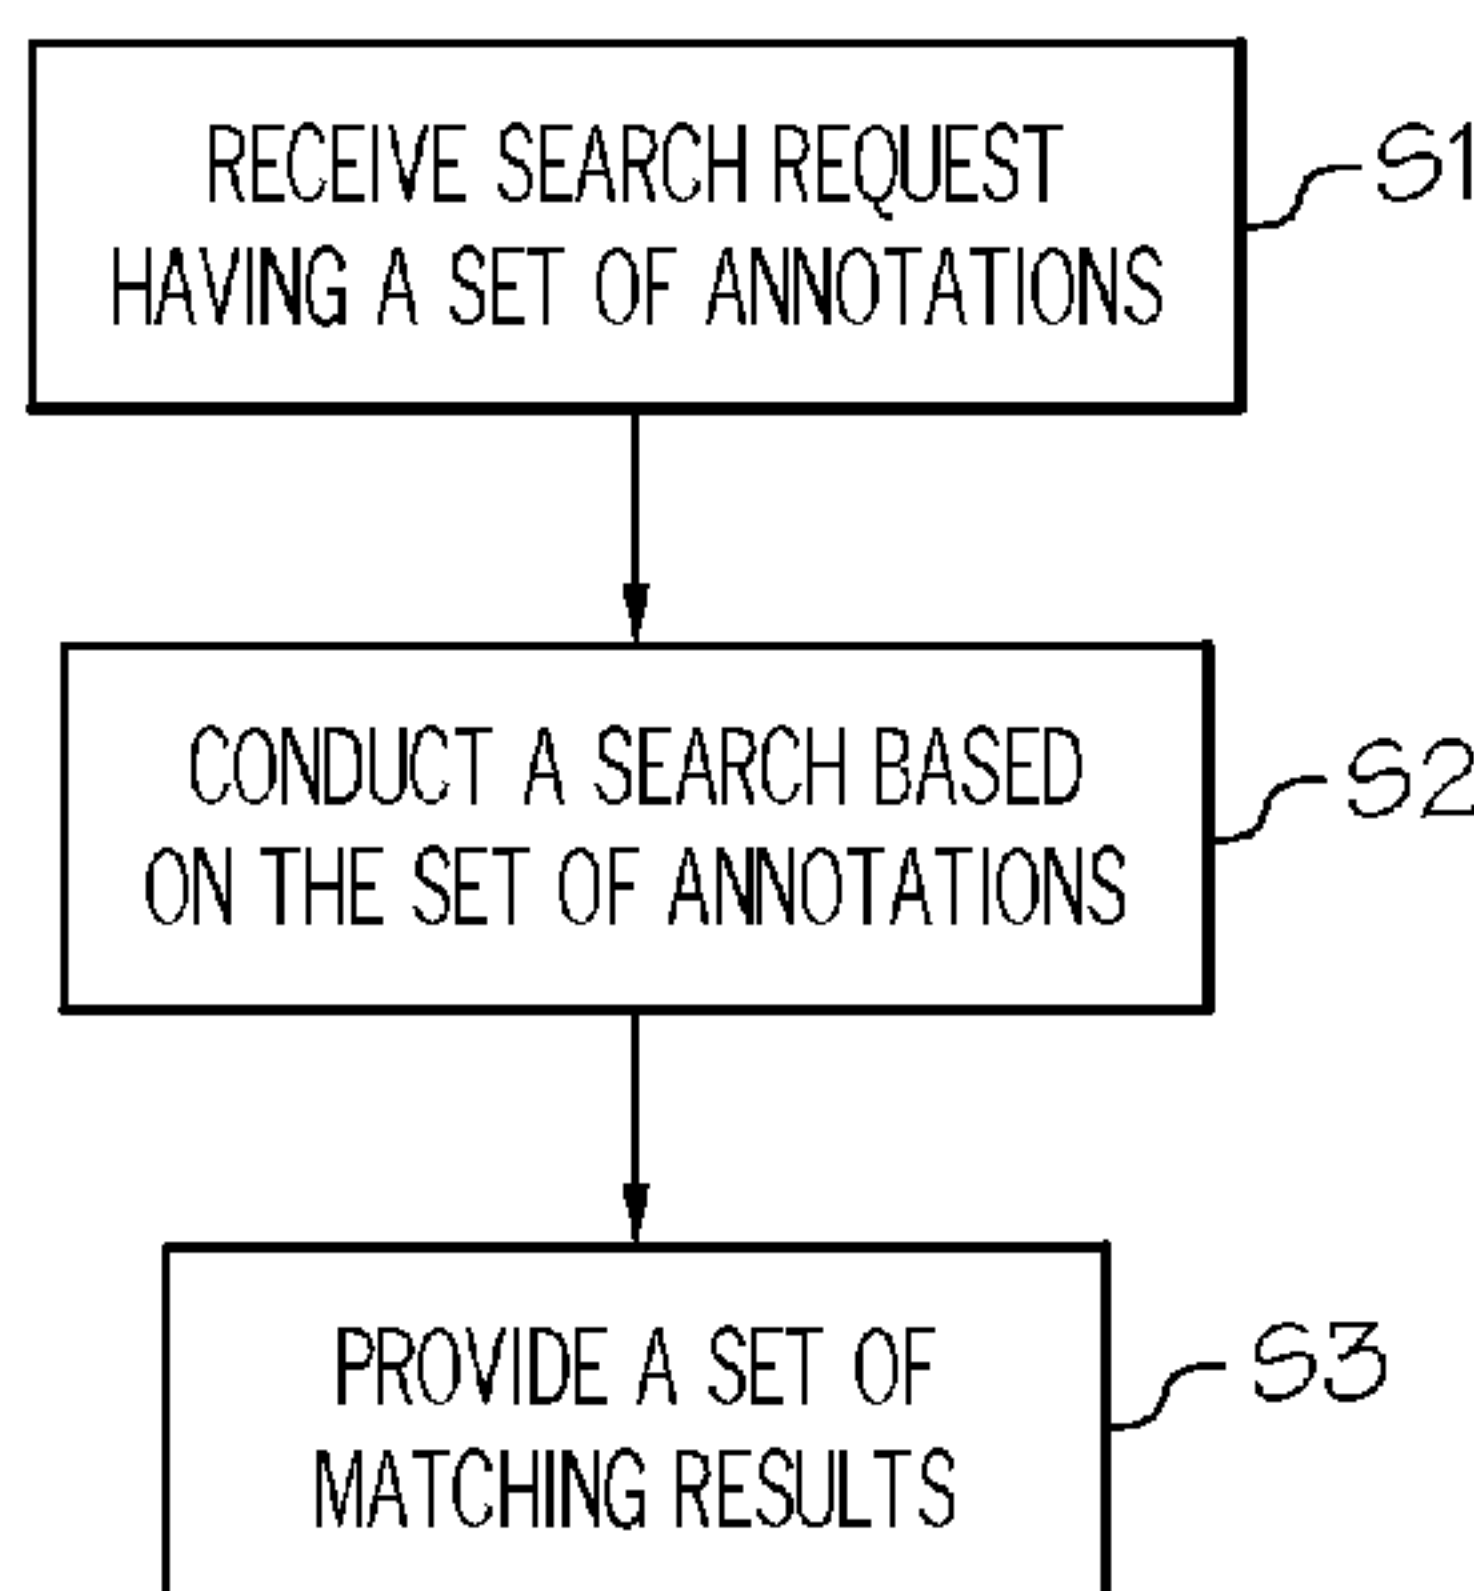 RECEIVE SEARCH REQUEST
HAVING A SET OF ANNOTATIONS
S1
CONDUCT A SEARCH BASED
ON THE SET OF ANNOTATIONS
S2
PROVIDE A SET OF
MATCHING RESULTS
S3